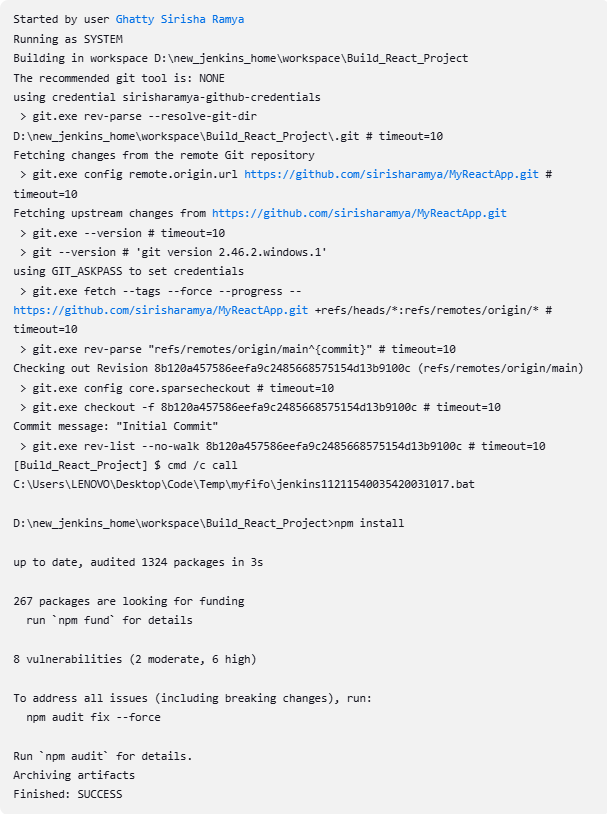 Started by user Ghatty Sirisha Ramya
Running as SYSTEM
Building in workspace D:\new_jenkins_home\workspace\Build_React_Project
The recommended git tool is: NONE
using credential sirisharamya-github-credentials
 > git.exe rev-parse --resolve-git-dir
D:\new_jenkins_home\workspace\Build_React_Project\.git # timeout=10
Fetching changes from the remote Git repository
 > git.exe config remote.origin.url https://github.com/sirisharamya/MyReactApp.git #
timeout=10
Fetching upstream changes from https://github.com/sirisharamya/MyReactApp.git
 > git.exe --version # timeout=10
 > git --version # 'git version 2.46.2.windows.1'
using GIT_ASKPASS to set credentials
 > git.exe fetch --tags --force --progress --
https://github.com/sirisharamya/MyReactApp.git +refs/heads/*:refs/remotes/origin/* #
timeout=10
 > git.exe rev-parse "refs/remotes/origin/main^{commit}" # timeout=10
Checking out Revision 8b120a457586eefa9c2485668575154d13b9100c (refs/remotes/origin/main)
 > git.exe config core.sparsecheckout # timeout=10
 > git.exe checkout -f 8b120a457586eefa9c2485668575154d13b9100c # timeout=10
Commit message: "Initial Commit"
 > git.exe rev-list --no-walk 8b120a457586eefa9c2485668575154d13b9100c # timeout=10
[Build_React_Project] $ cmd /c call
C:\Users\LENOVO\Desktop\Code\Temp\myfifo\jenkins11211540035420031017.bat

D:\new_jenkins_home\workspace\Build_React_Project>npm install

up to date, audited 1324 packages in 3s

267 packages are looking for funding
  run `npm fund` for details

8 vulnerabilities (2 moderate, 6 high)

To address all issues (including breaking changes), run:
  npm audit fix --force

Run `npm audit` for details.
Archiving artifacts
Finished: SUCCESS